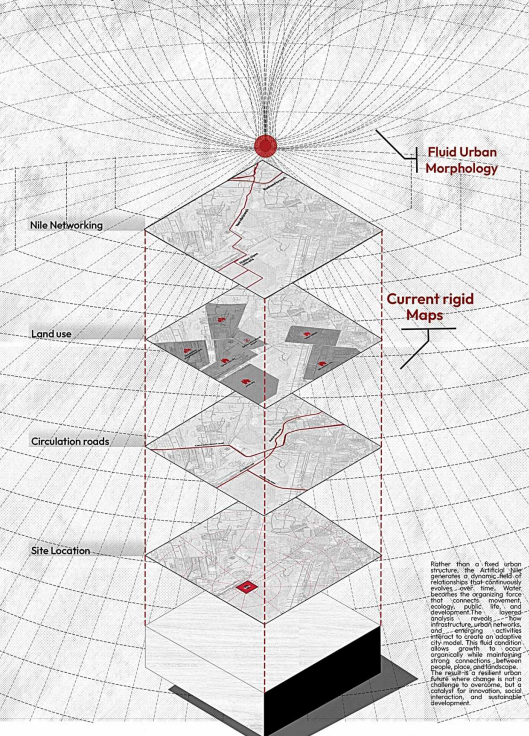 Fluid Urban
Morphology
Nile Networking
Current rigid
Maps
Land use
Circulation roads
Site Location
Rather than a fixed urban
structure, the Artificial Nile
generates a dynamic field of
relationships that continuously
evolves over time. Water
becomes the organizing force
that connects movement,
ecology, public life, and
development.The layered
analysis reveals how
infrastructure, urban networks,
and emerging activities
interact to create an adaptive
city model. This fluid condition
allows growth to occur
organically while maintaining
strong connections between
people, place, and landscape.
The result is a resilient urban
future where change is not a
challenge to overcome, but a
catalyst for innovation, social
interaction, and sustainable
development.